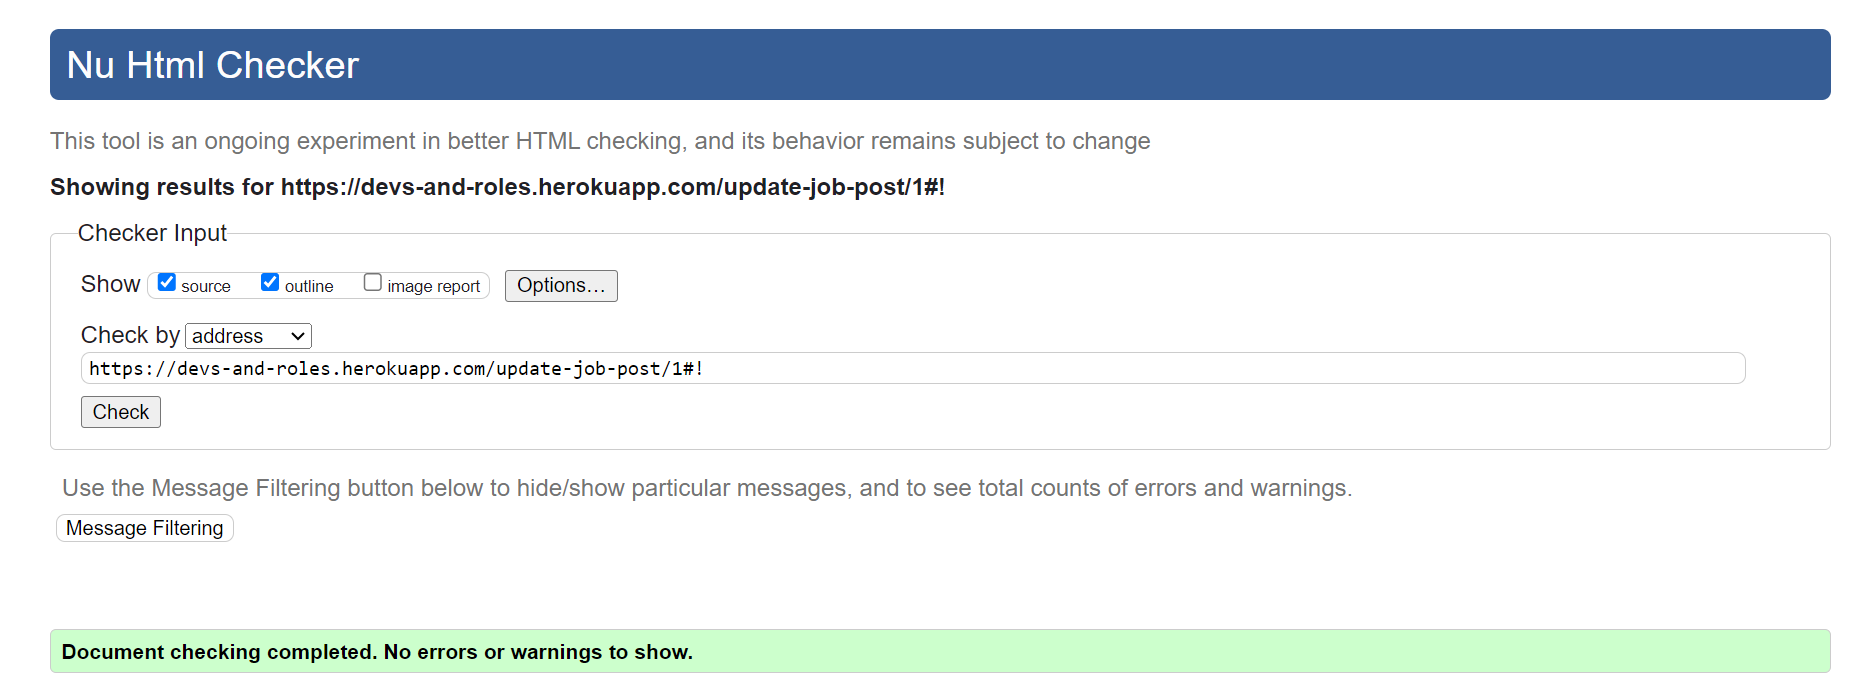 Nu Html Checker
This tool is an ongoing experiment in better HTML checking, and its behavior remains subject to change
Showing results for https://devs-and-roles.herokuapp.com/update-job-post/1#!
Checker Input
Show source outline image report Options...
Check by address
https://devs-and-roles.herokuapp.com/update-job-post/1#!
Check
Use the Message Filtering button below to hide/show particular messages, and to see total counts of errors and warnings.
Message Filtering
Document checking completed. No errors or warnings to show.